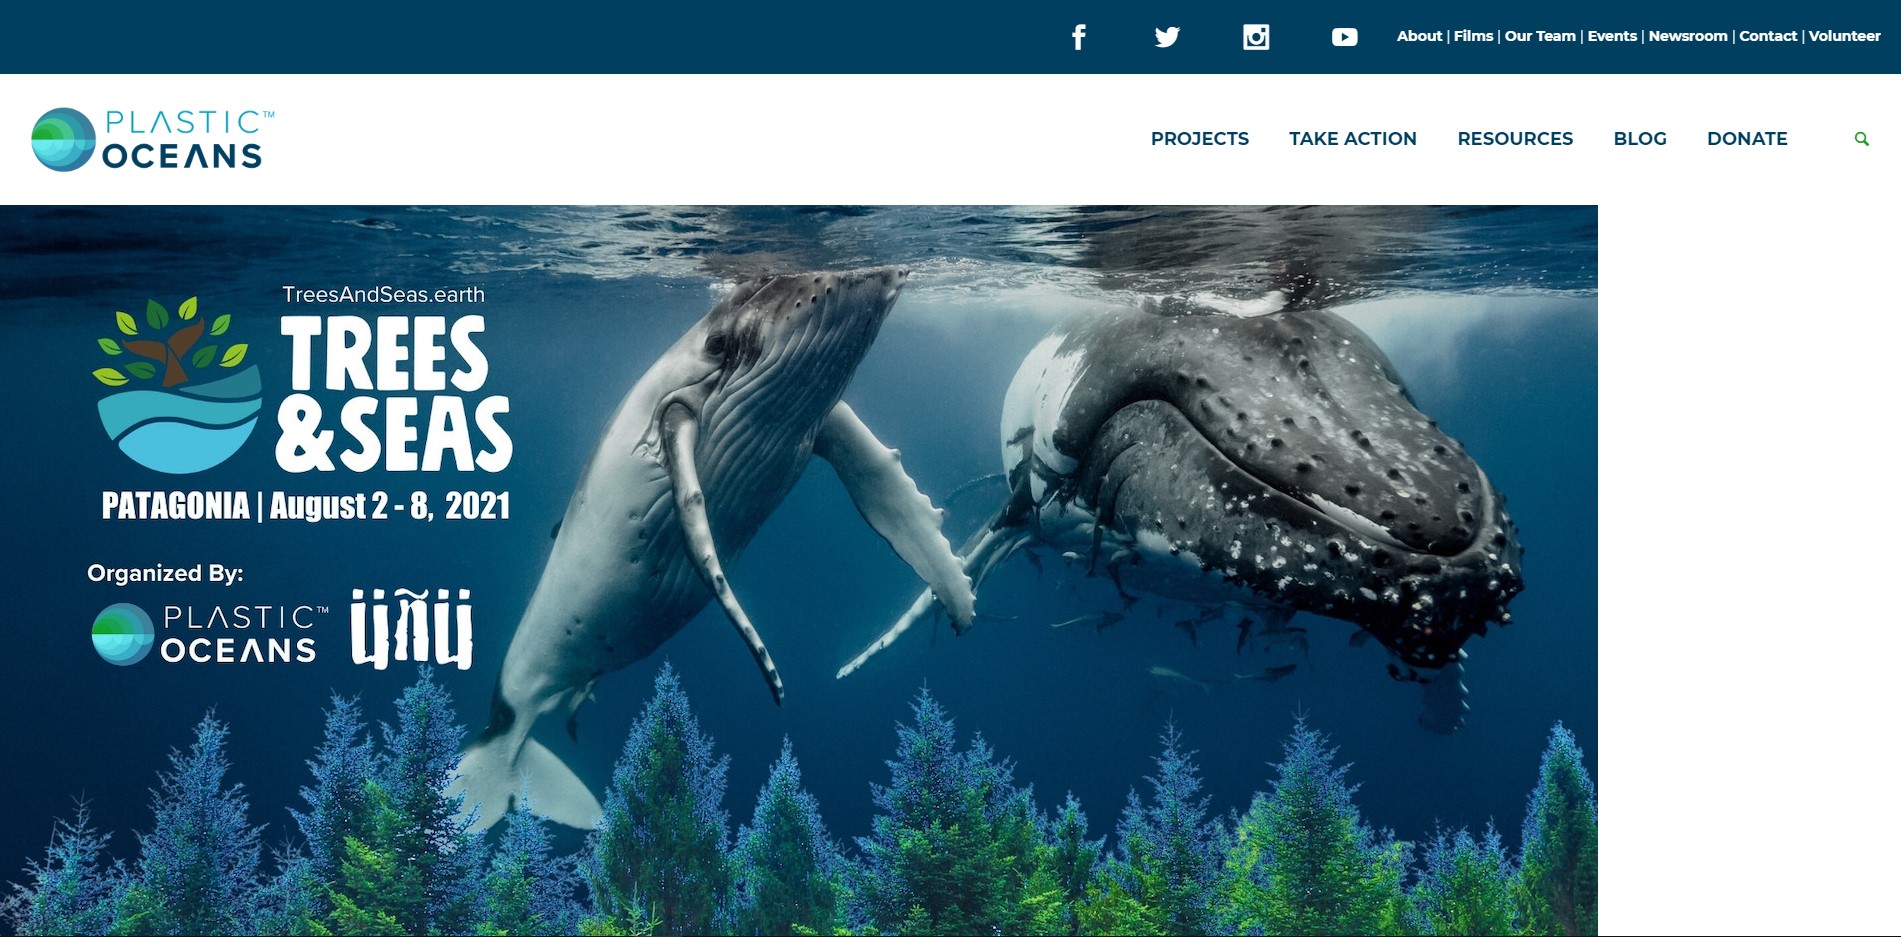 About | Films | Our Team | Events | Newsroom | Contact | Volunteer
PLASTIC™
OCEANS
PROJECTS TAKE ACTION RESOURCES BLOG DONATE
TreesAndSeas.earth
TREES
&SEAS
PATAGONIA | August 2 - 8, 2021
Organized By:
PLASTIC™
OCEANS